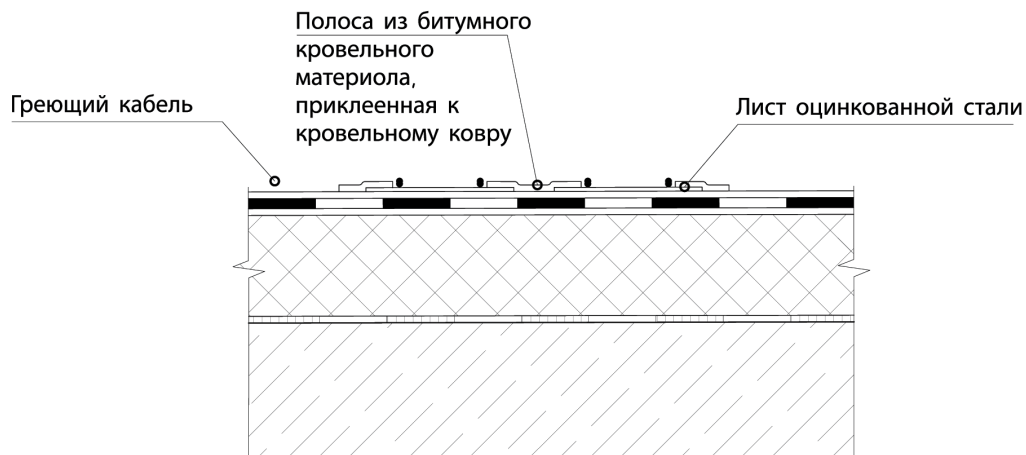 Полоса из битумного
кровельного
материола,
приклеенная к
кровельному ковру
Греющий кабель
Лист оцинкованной стали